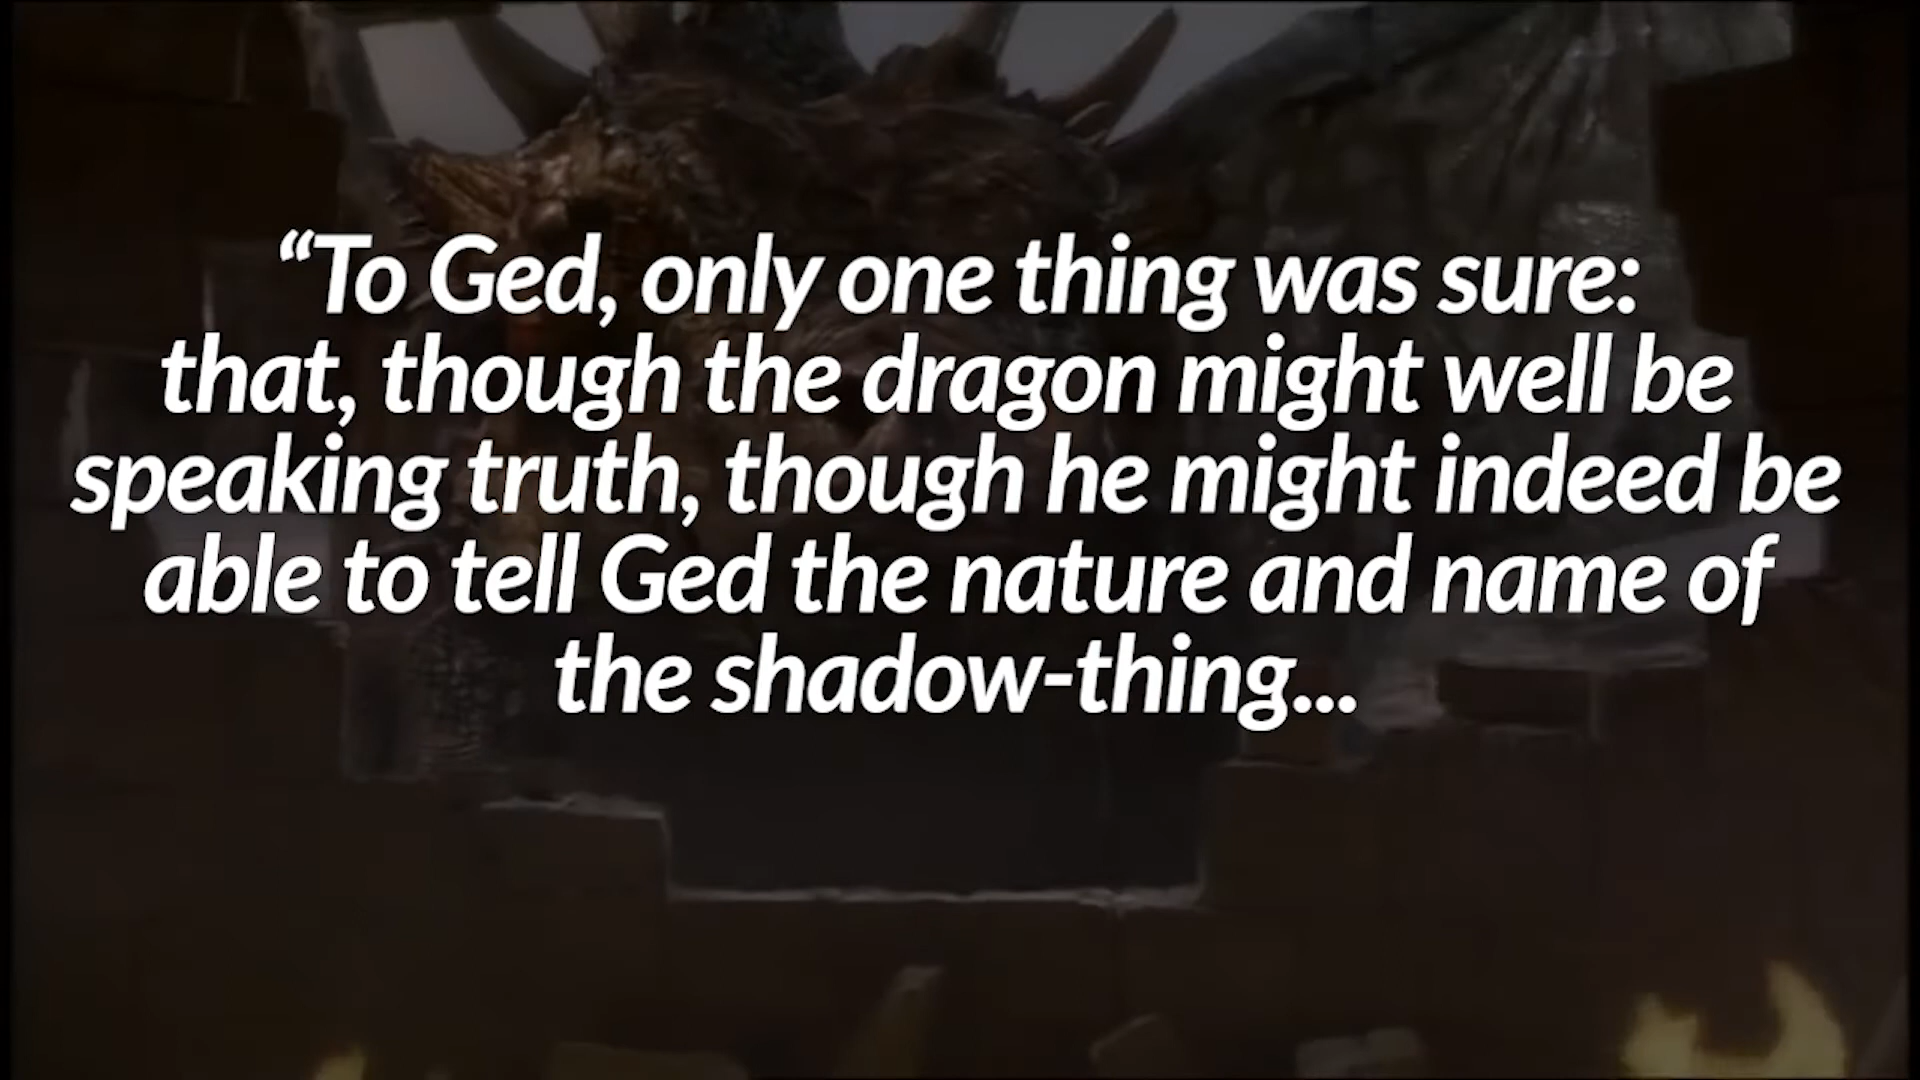 “To Ged, only one thing was sure:
that, though the dragon might well be
speaking truth, though he might indeed be
able to tell Ged the nature and name of
the shadow-thing...